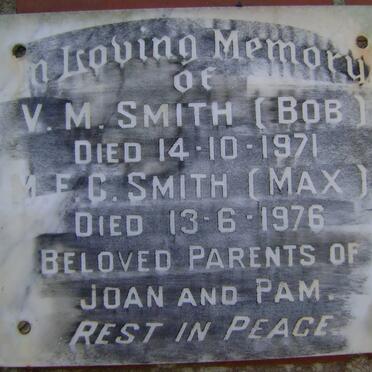 In Loving Memory
of
V. M. SMITH (BOB)
DIED 14-10-1971
M.E.C. SMITH (MAX)
DIED 13-6-1976
BELOVED PARENTS OF
JOAN AND PAM.
REST IN PEACE.